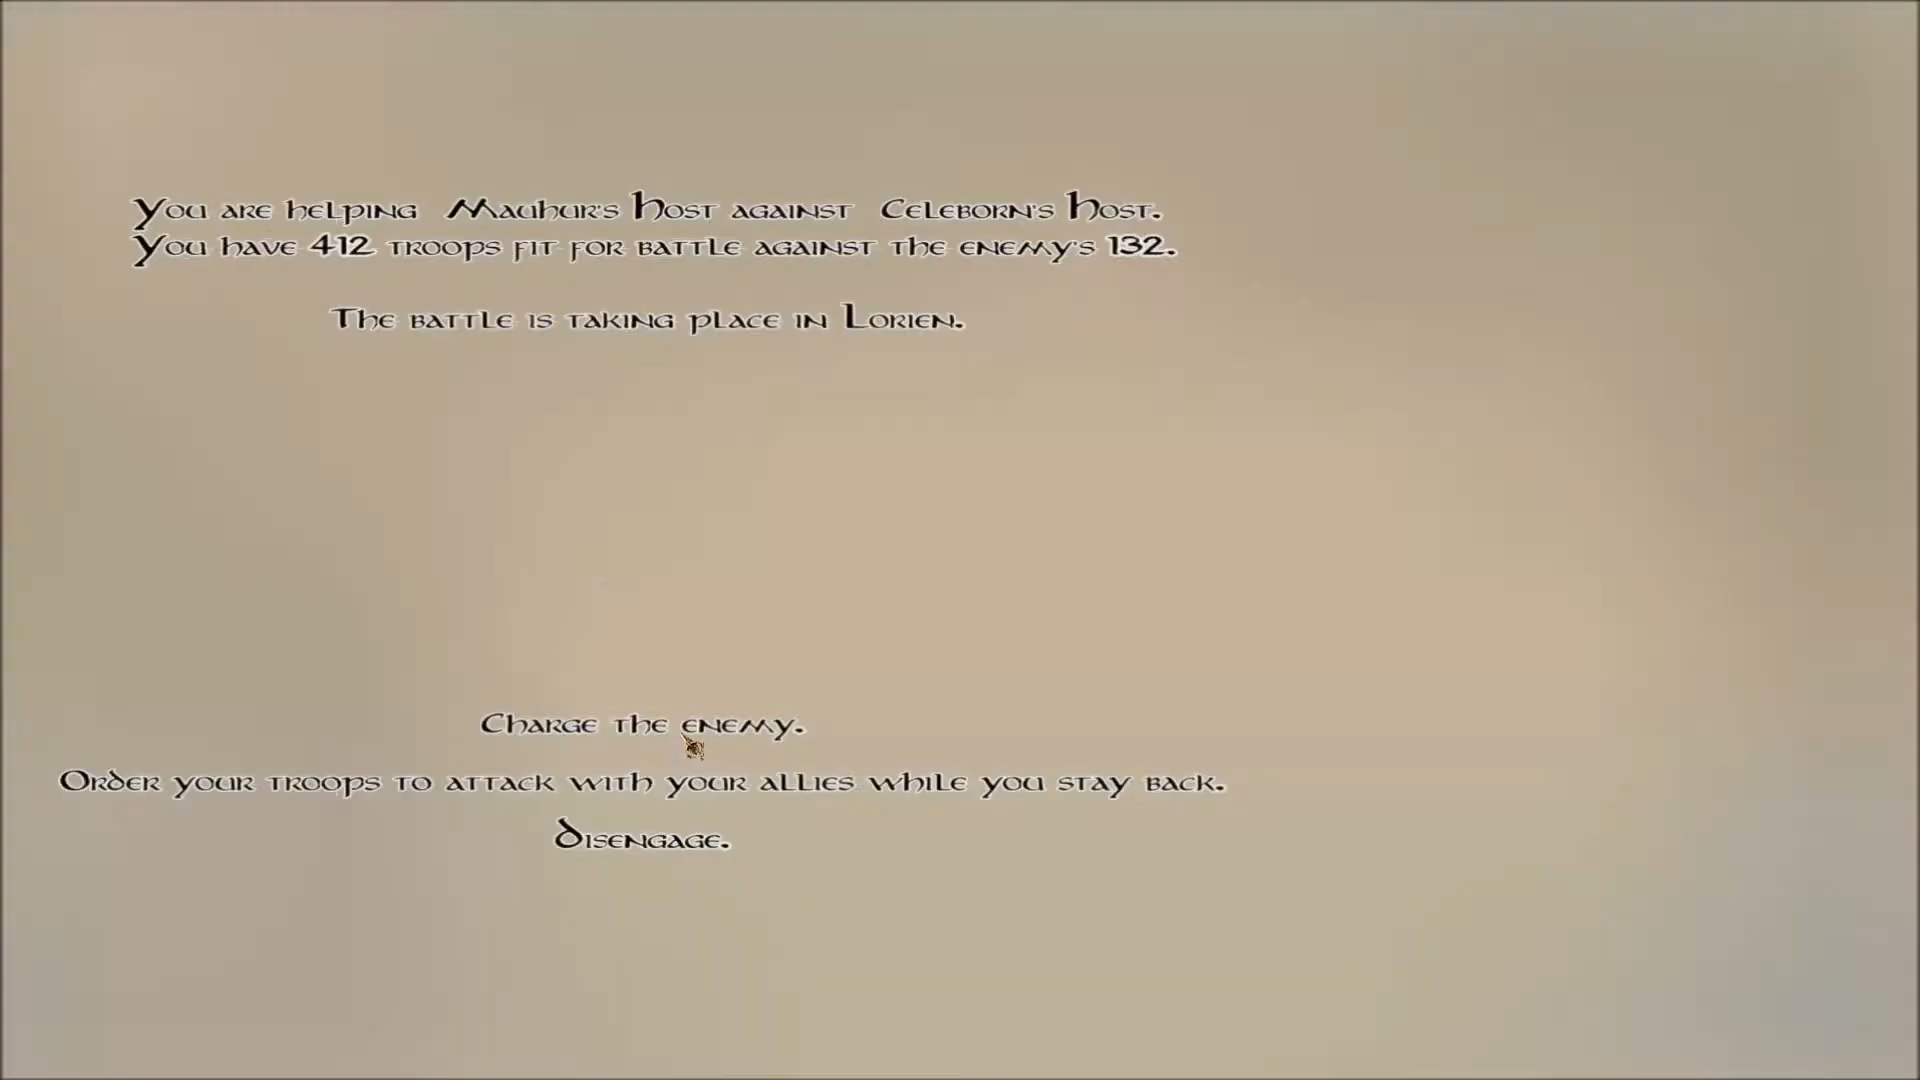 You are helping Mauhur's Host against Celeborn's Host.
You have 412 troops fit for battle against the enemy's 132.
The battle is taking place in Lorien.
Charge the enemy.
Order your troops to attack with your allies while you stay back.
Disengage.